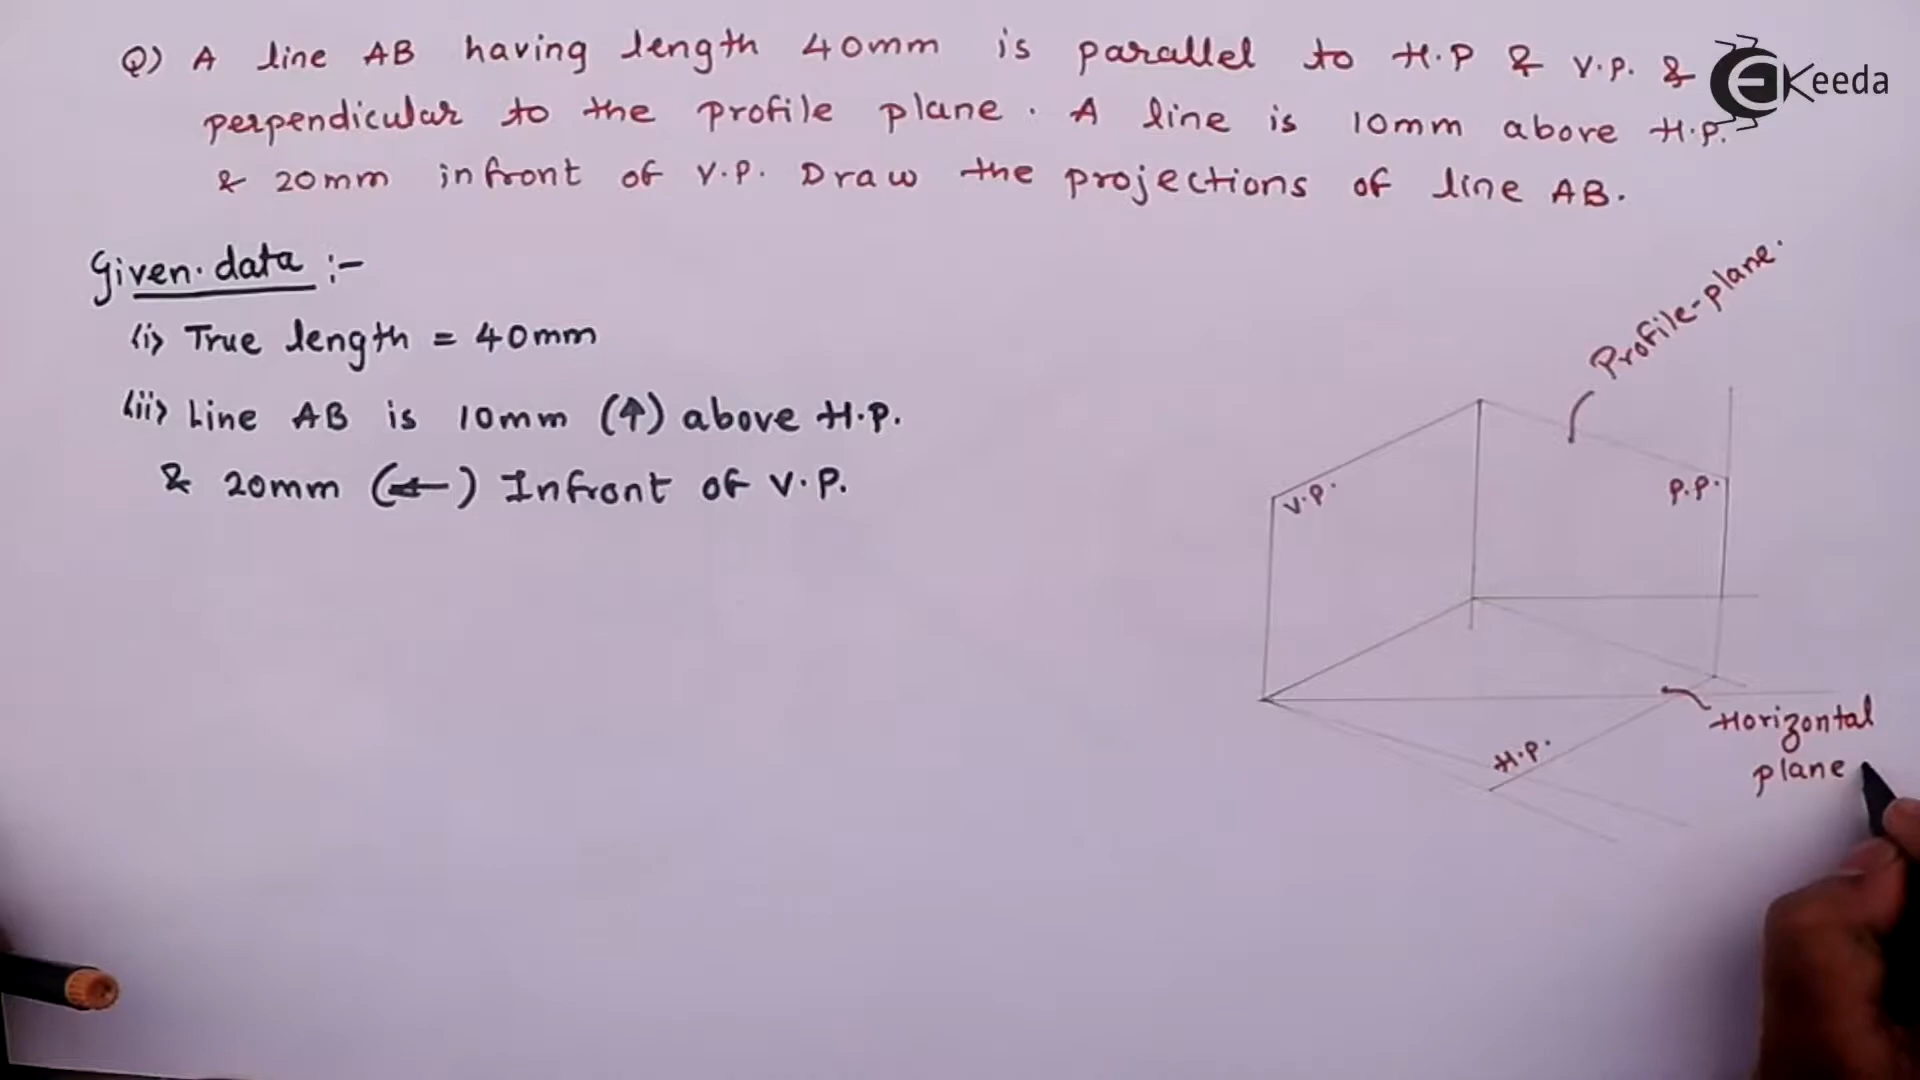 Q) A line AB having length 40mm is parallel to H.P & V.P. &
perpendicular to the profile plane. A line is 10mm above H.P.
& 20mm infront of V.P. Draw the projections of line AB.
Given data :-
(i) True length = 40mm
(ii) Line AB is 10mm (↑) above H.P.
& 20mm (←) Infront of V.P.
Profile-plane.
V.P.
P.P.
H.P.
Horizontal
plane
EKeeda